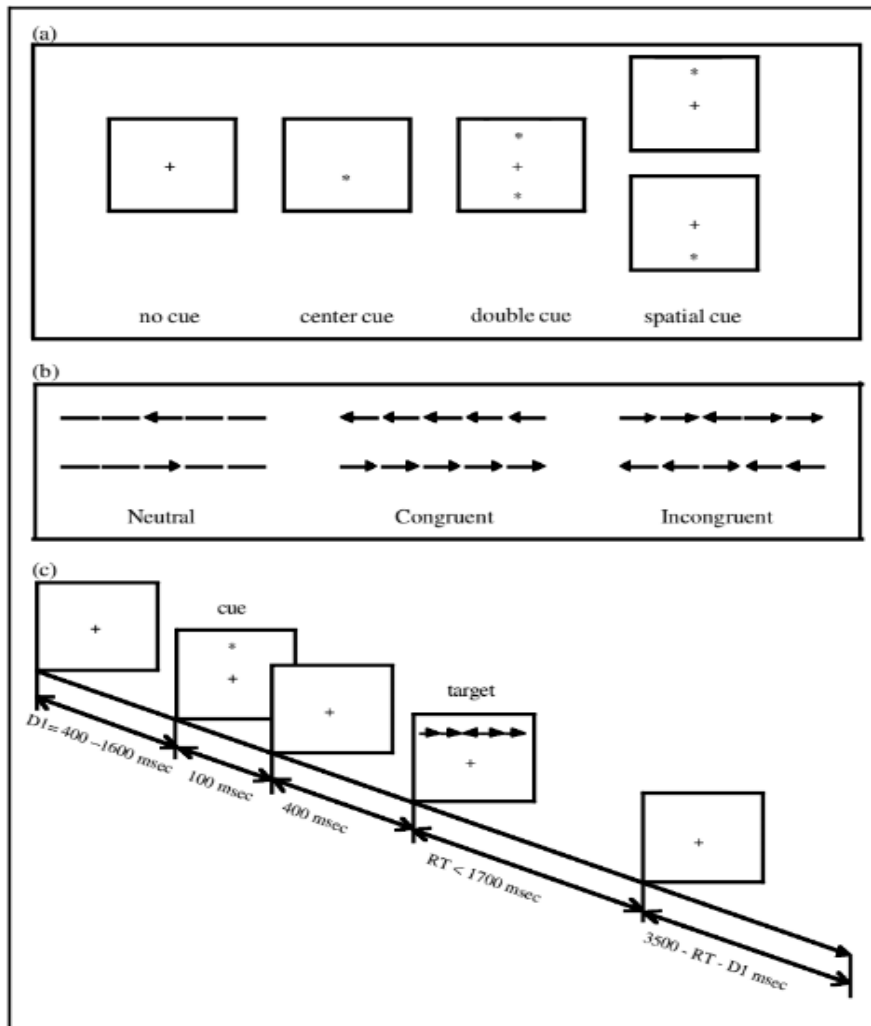 (a)
no cue
center cue
double cue
spatial cue
(b)
Neutral
Congruent
Incongruent
(c)
cue
target
D1= 400 –1600 msec
100 msec
400 msec
RT < 1700 msec
3500 - RT - D1 msec